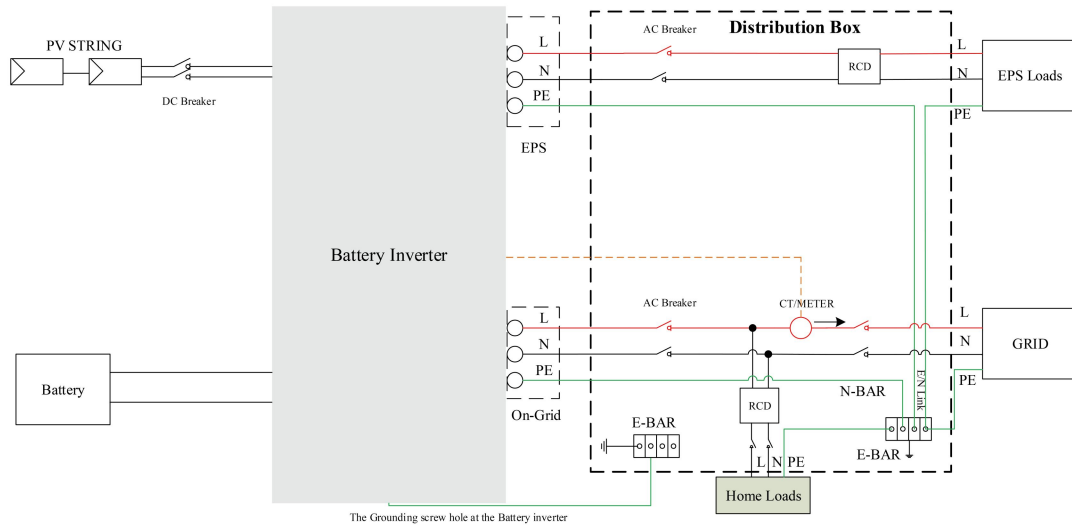 Distribution Box
AC Breaker
L
L
PV STRING
N
RCD
N
EPS Loads
DC Breaker
PE
PE
EPS
Battery Inverter
AC Breaker
CT/METER
L
L
N
N
GRID
PE
PE
Battery
N-BAR
E/N Link
On-Grid
RCD
E-BAR
E-BAR
L N PE
Home Loads
The Grounding screw hole at the Battery inverter